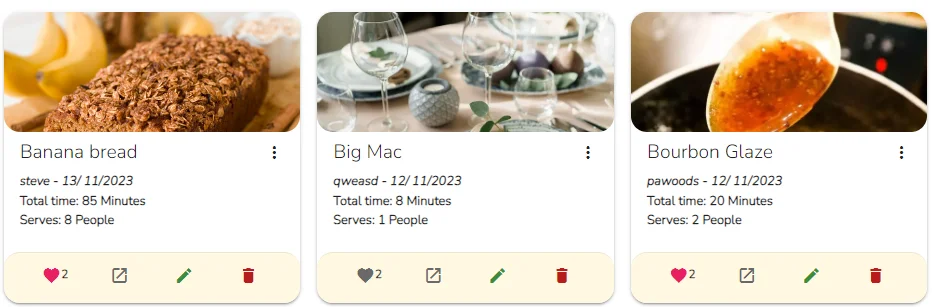 Banana bread
steve - 13/ 11/2023
Total time: 85 Minutes
Serves: 8 People
2
Big Mac
qweasd - 12/ 11/2023
Total time: 8 Minutes
Serves: 1 People
2
Bourbon Glaze
pawoods - 12/ 11/2023
Total time: 20 Minutes
Serves: 2 People
2